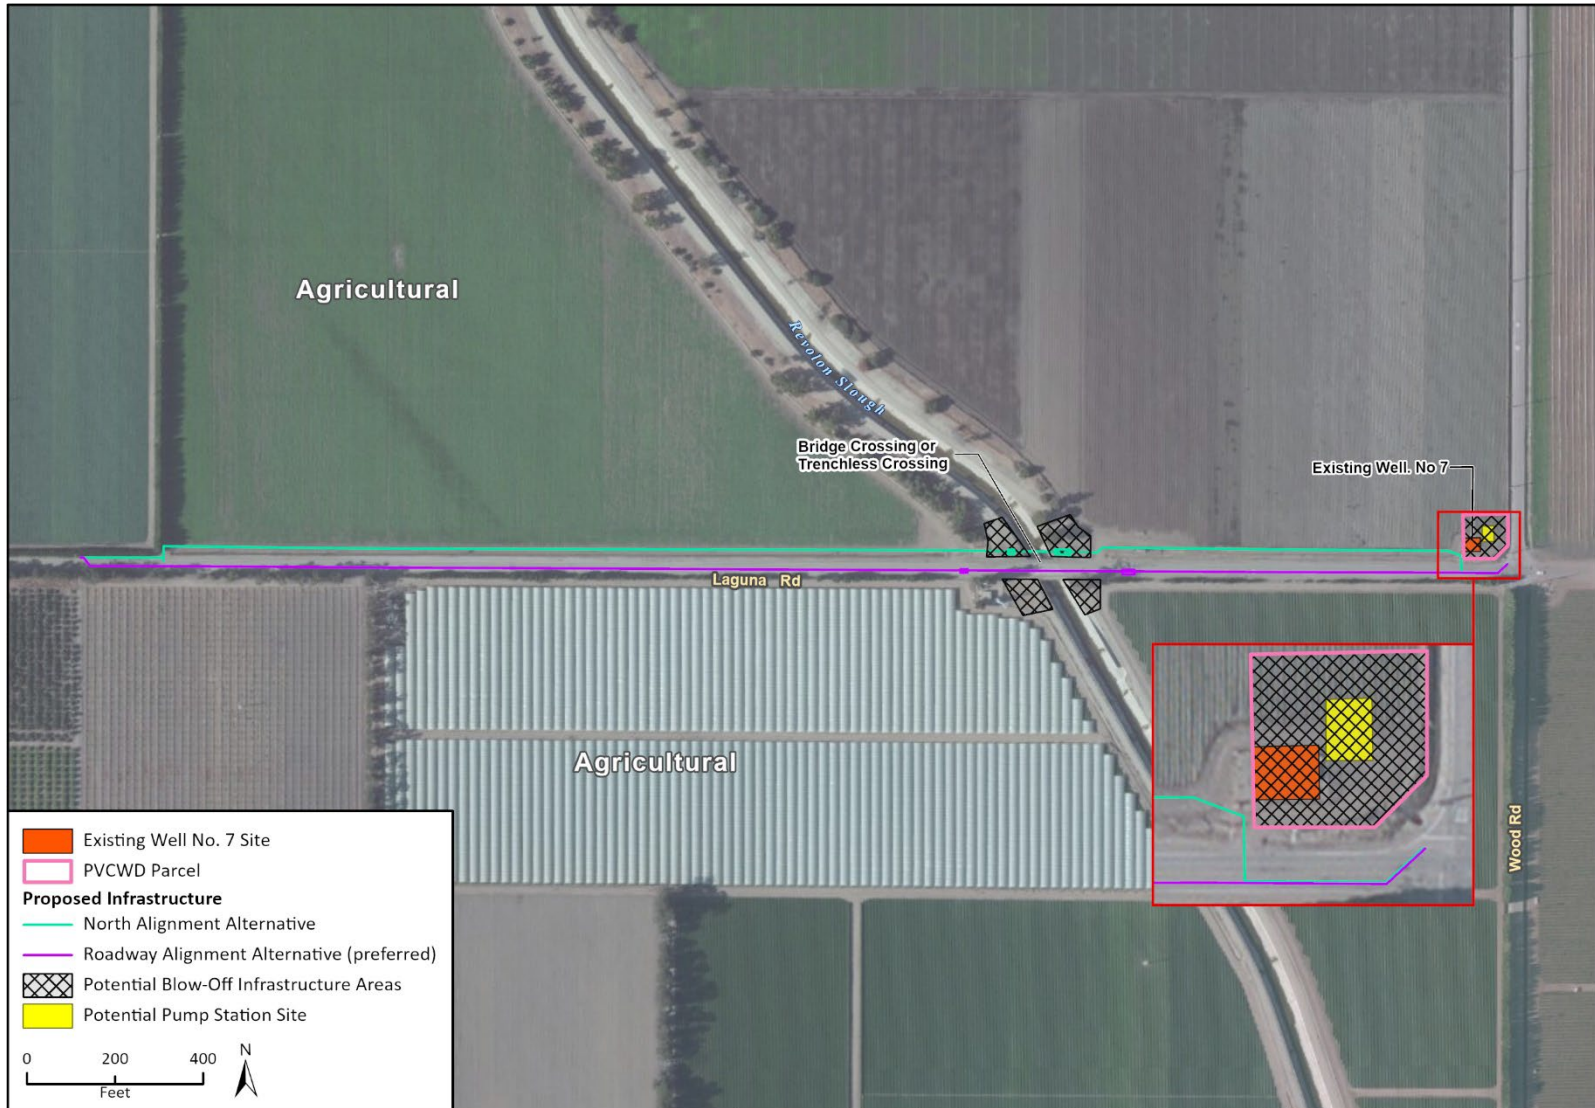 Agricultural
Revolon Slough
Bridge Crossing or
Trenchless Crossing
Existing Well. No 7
Laguna Rd
Agricultural
Wood Rd
Existing Well No. 7 Site
PVCWD Parcel
Proposed Infrastructure
North Alignment Alternative
Roadway Alignment Alternative (preferred)
Potential Blow-Off Infrastructure Areas
Potential Pump Station Site
0 200 400
Feet
N